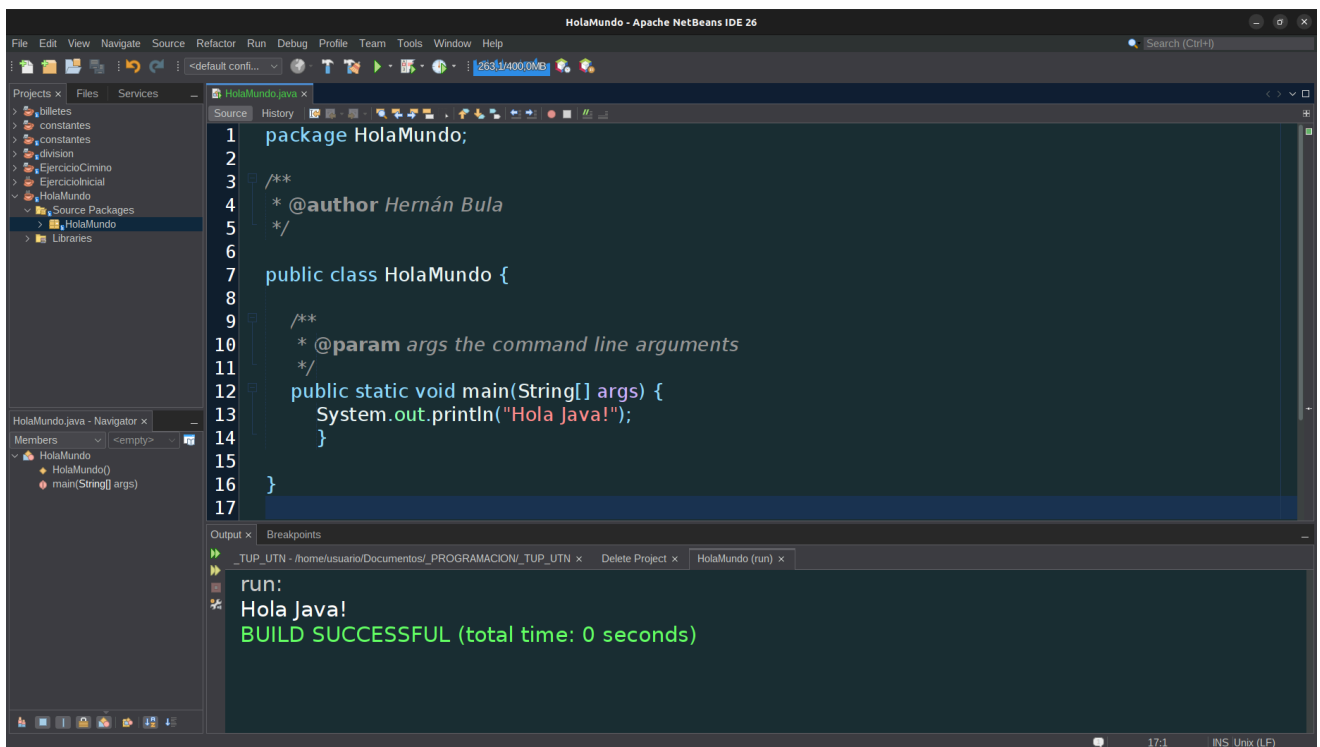 HolaMundo - Apache NetBeans IDE 26
File Edit View Navigate Source Refactor Run Debug Profile Team Tools Window Help
Search (Ctrl+I)
<default confi...
263,1/400,0MB
Projects × Files Services
HolaMundo.java ×
Source History
billetes
constantes
constantes
division
EjercicioCimino
EjercicioInicial
HolaMundo
Source Packages
HolaMundo
Libraries
1 package HolaMundo;
2
3 /**
4 * @author Hernán Bula
5 */
6
7 public class HolaMundo {
8
9 /**
10 * @param args the command line arguments
11 */
12 public static void main(String[] args) {
13 System.out.println("Hola Java!");
14 }
15
16 }
17
HolaMundo.java - Navigator ×
Members <empty>
HolaMundo
HolaMundo()
main(String[] args)
Output × Breakpoints
_TUP_UTN - /home/usuario/Documentos/_PROGRAMACION/_TUP_UTN × Delete Project × HolaMundo (run) ×
run:
Hola Java!
BUILD SUCCESSFUL (total time: 0 seconds)
17:1 INS Unix (LF)